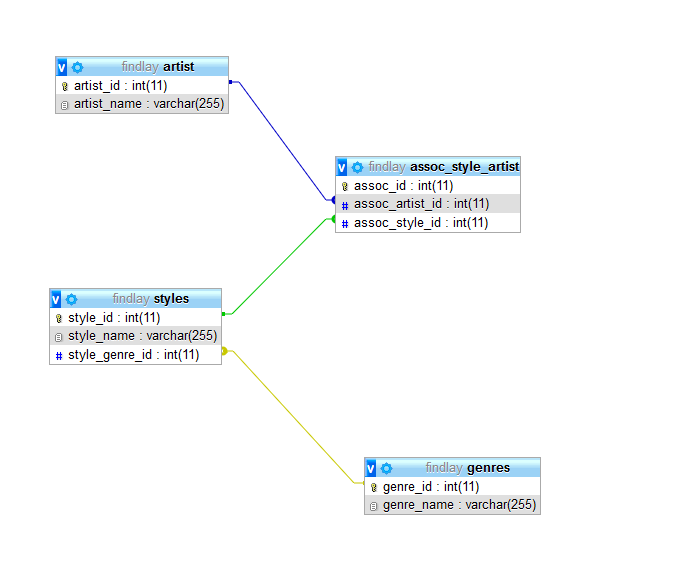 v findlay artist
artist_id : int(11)
artist_name : varchar(255)
v findlay assoc_style_artist
assoc_id : int(11)
# assoc_artist_id : int(11)
# assoc_style_id : int(11)
v findlay styles
style_id : int(11)
style_name : varchar(255)
# style_genre_id : int(11)
v findlay genres
genre_id : int(11)
genre_name : varchar(255)